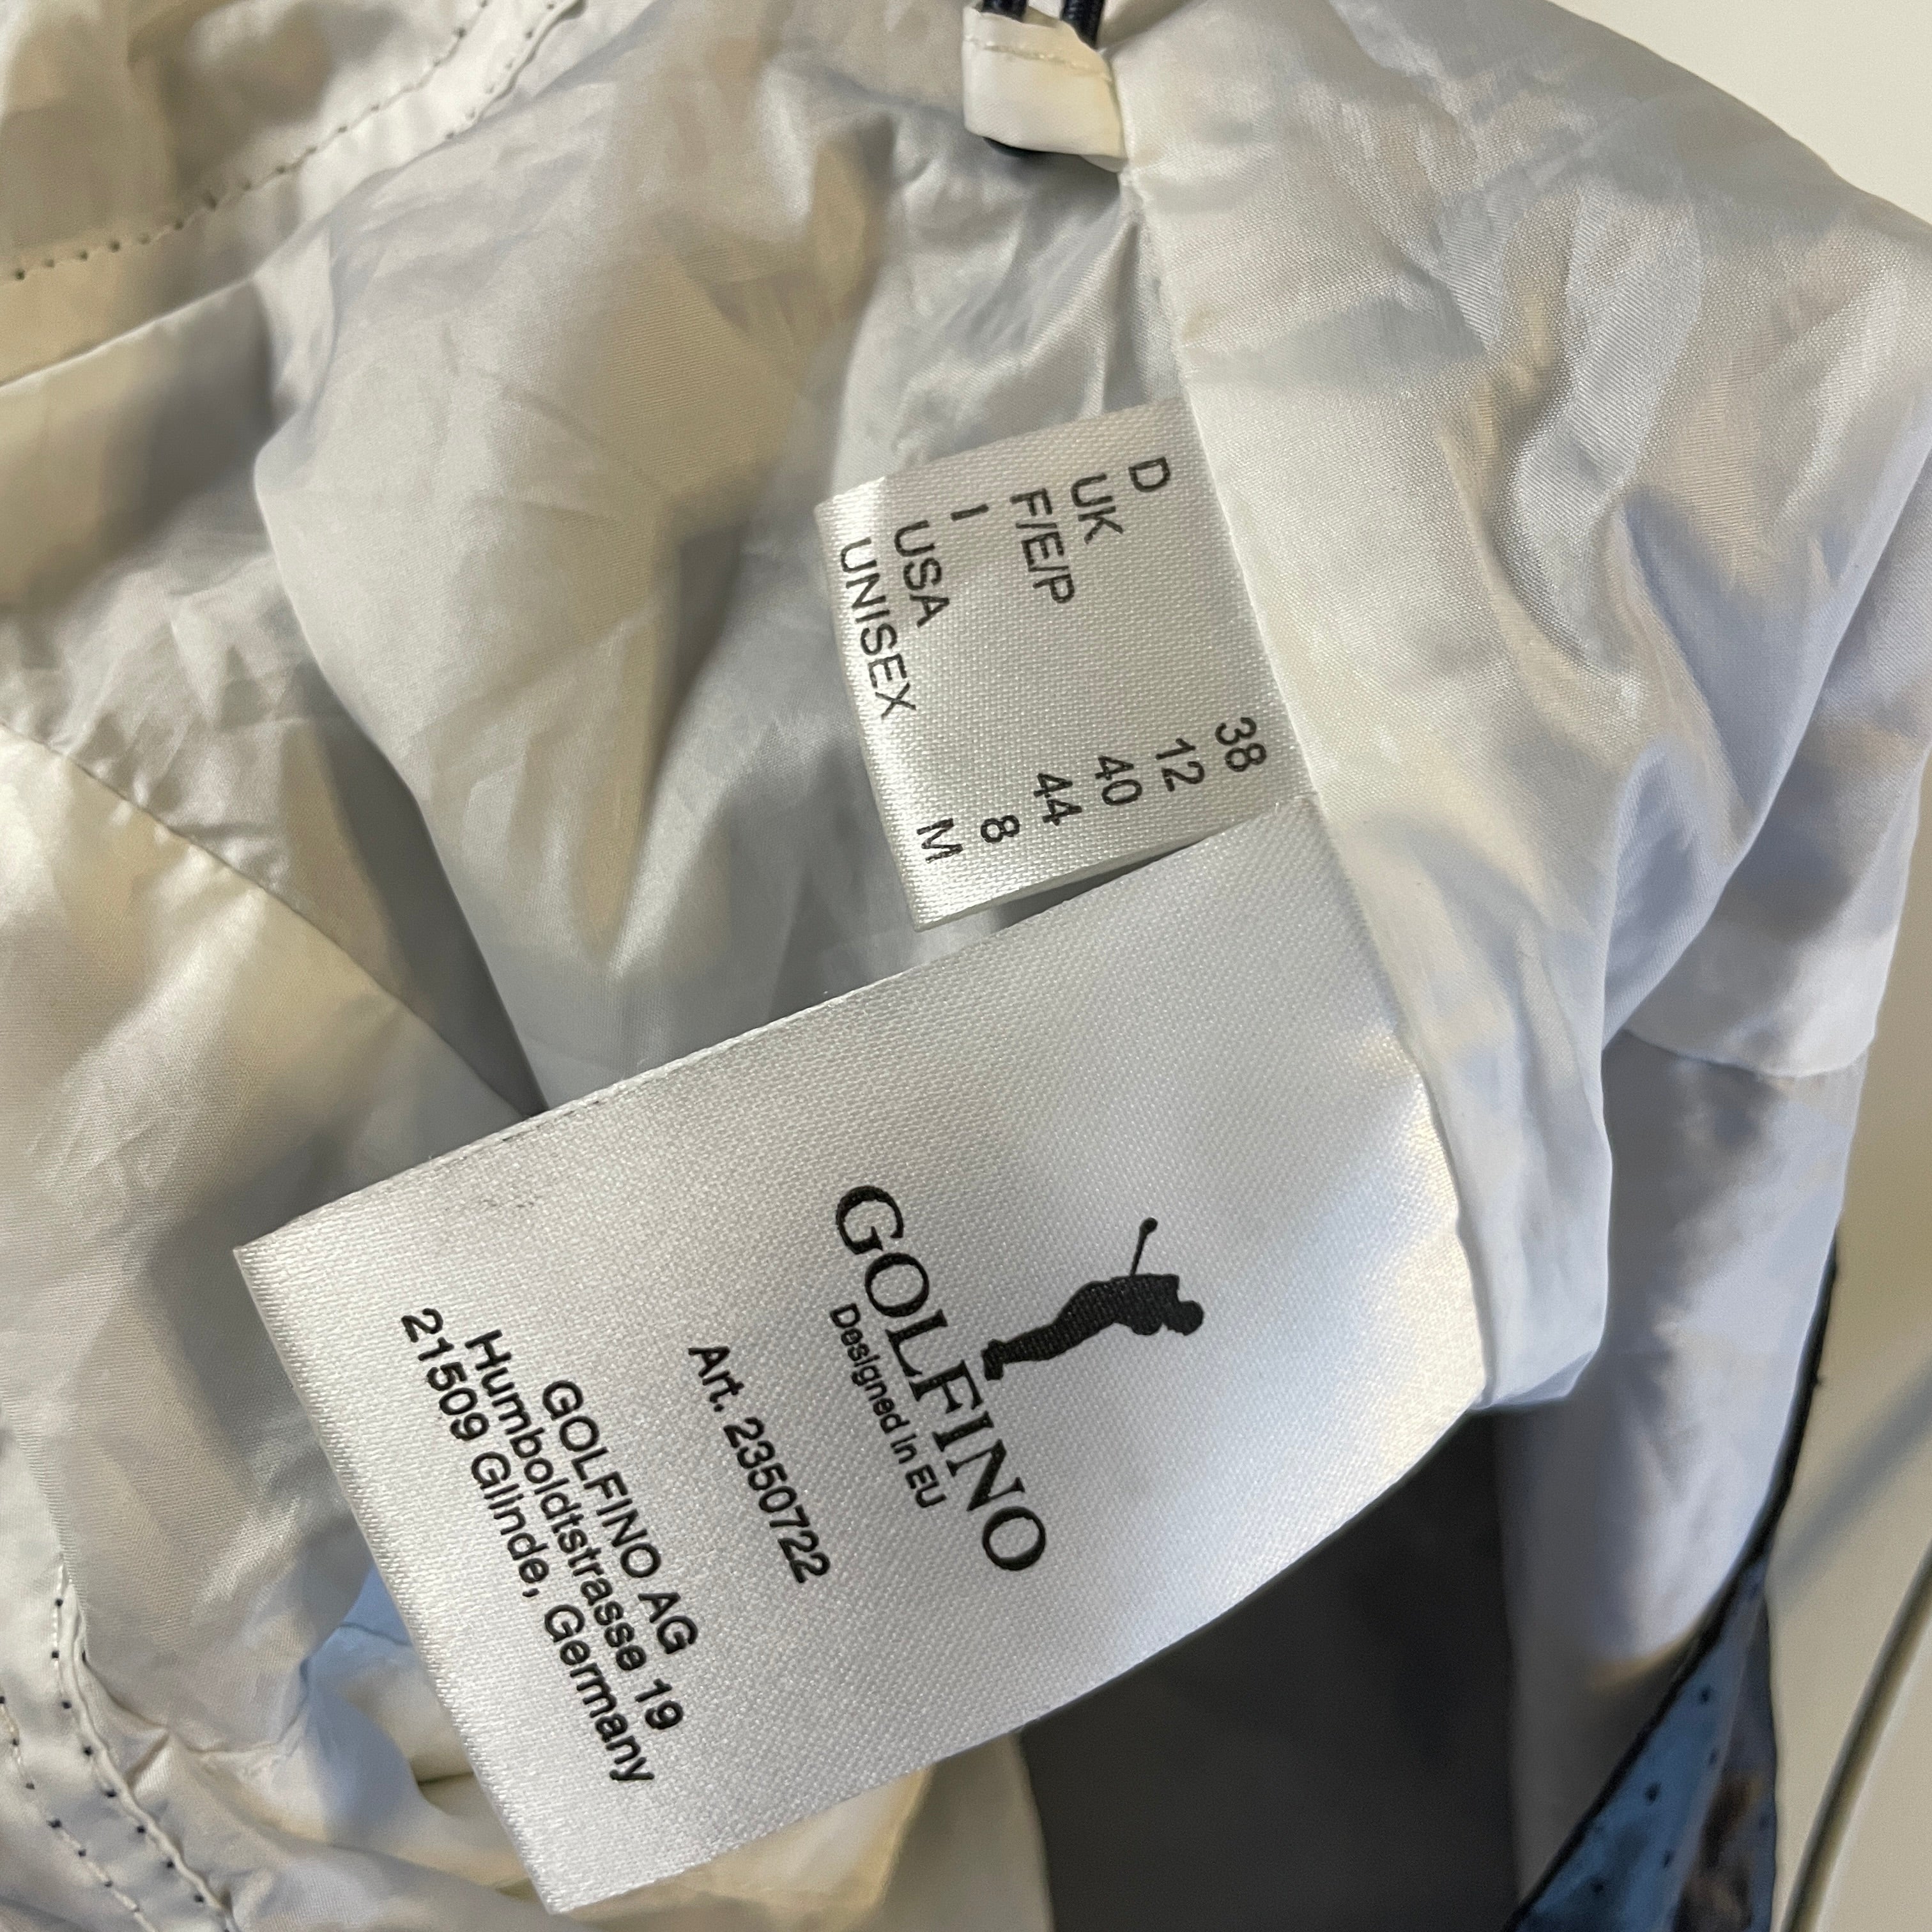 D 38
UK 12
F/E/P 40
I 44
USA 8
UNISEX M
GOLFINO
Designed in EU
Art. 2350722
GOLFINO AG
Humboldtstrasse 19
21509 Glinde, Germany